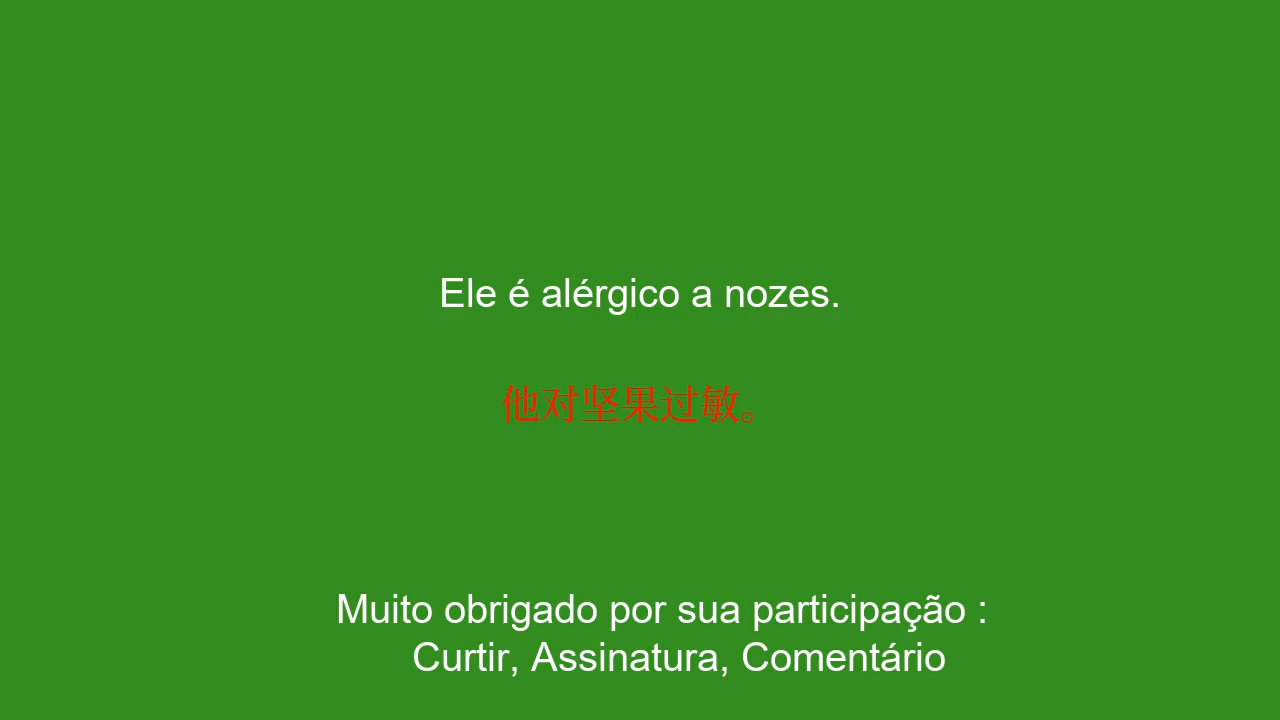 Ele é alérgico a nozes.
他对坚果过敏。
Muito obrigado por sua participação :
Curtir, Assinatura, Comentário